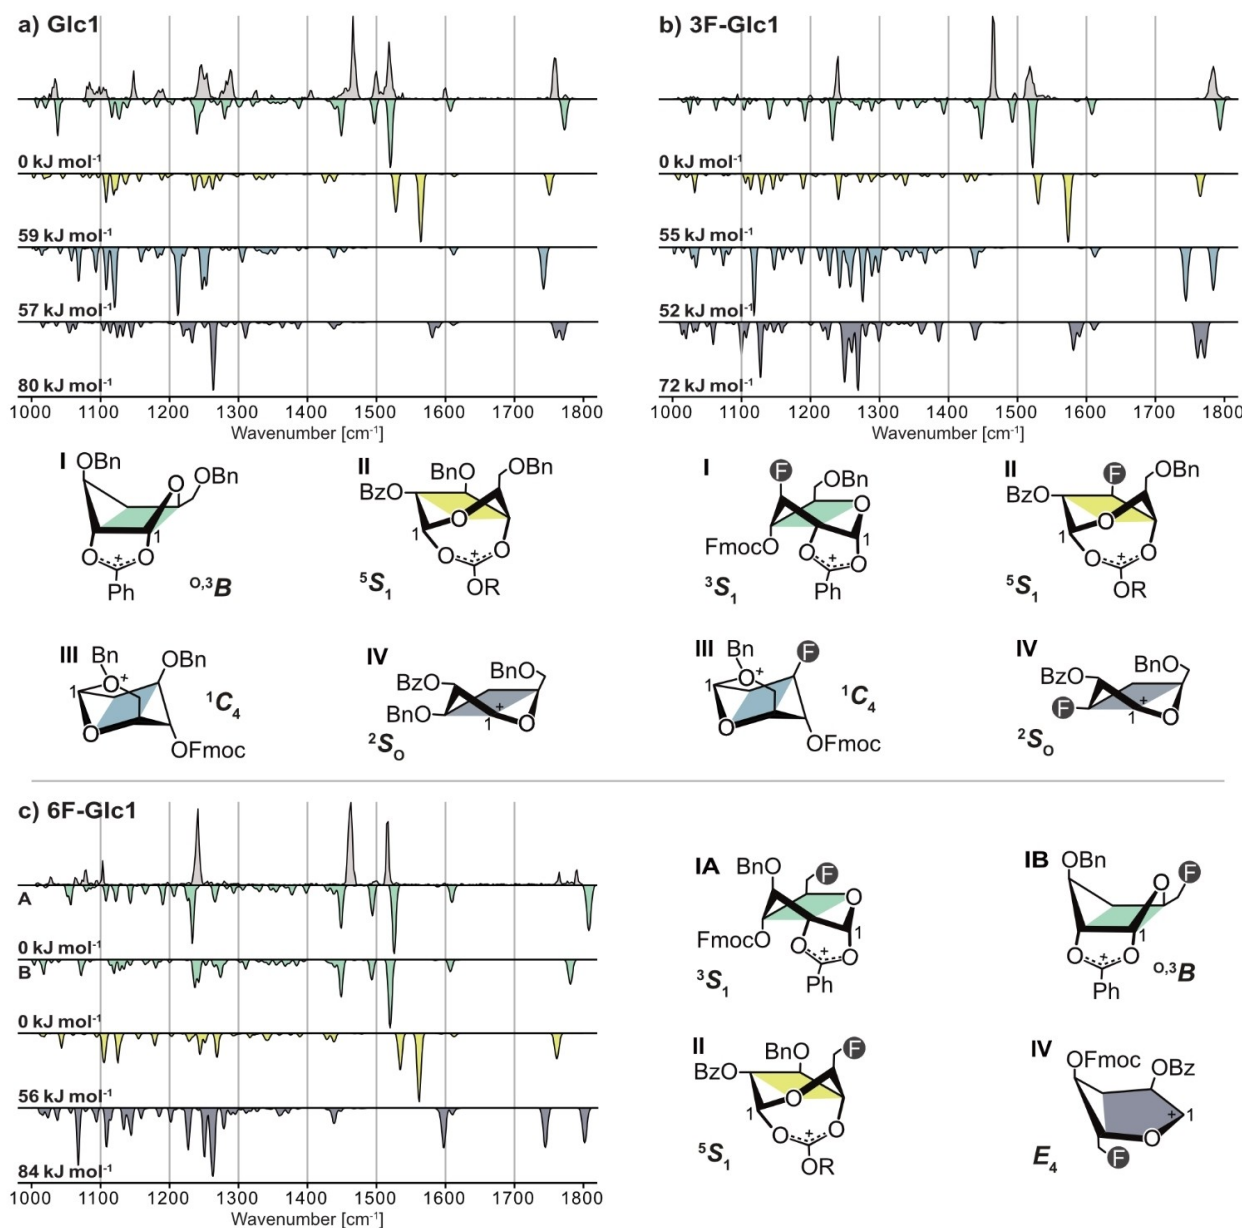 a) Glc1
0 kJ mol⁻¹
59 kJ mol⁻¹
57 kJ mol⁻¹
80 kJ mol⁻¹
1000 1100 1200 1300 1400 1500 1600 1700 1800
Wavenumber [cm⁻¹]
b) 3F-Glc1
0 kJ mol⁻¹
55 kJ mol⁻¹
52 kJ mol⁻¹
72 kJ mol⁻¹
1000 1100 1200 1300 1400 1500 1600 1700 1800
Wavenumber [cm⁻¹]
I
OBn
O
OBn
1
O + O
Ph
O,3B
II
BnO
OBn
BzO
O
1
O + O
OR
5S1
III
Bn
O+
OBn
1
O
OFmoc
1C4
IV
BnO
BzO
BnO
1
+
O
2SO
I
F
OBn
O
FmocO
1
O + O
Ph
3S1
II
F
OBn
BzO
O
1
O + O
OR
5S1
III
Bn
O+
F
1
O
OFmoc
1C4
IV
BnO
BzO
F
1
+
O
2SO
c) 6F-Glc1
A
0 kJ mol⁻¹
B
0 kJ mol⁻¹
56 kJ mol⁻¹
84 kJ mol⁻¹
1000 1100 1200 1300 1400 1500 1600 1700 1800
Wavenumber [cm⁻¹]
IA
BnO
F
O
FmocO
1
O + O
Ph
3S1
IB
OBn
O
F
1
O + O
Ph
O,3B
II
BnO
F
BzO
O
1
O + O
OR
5S1
IV
OFmoc
OBz
+
1
O
F
E4